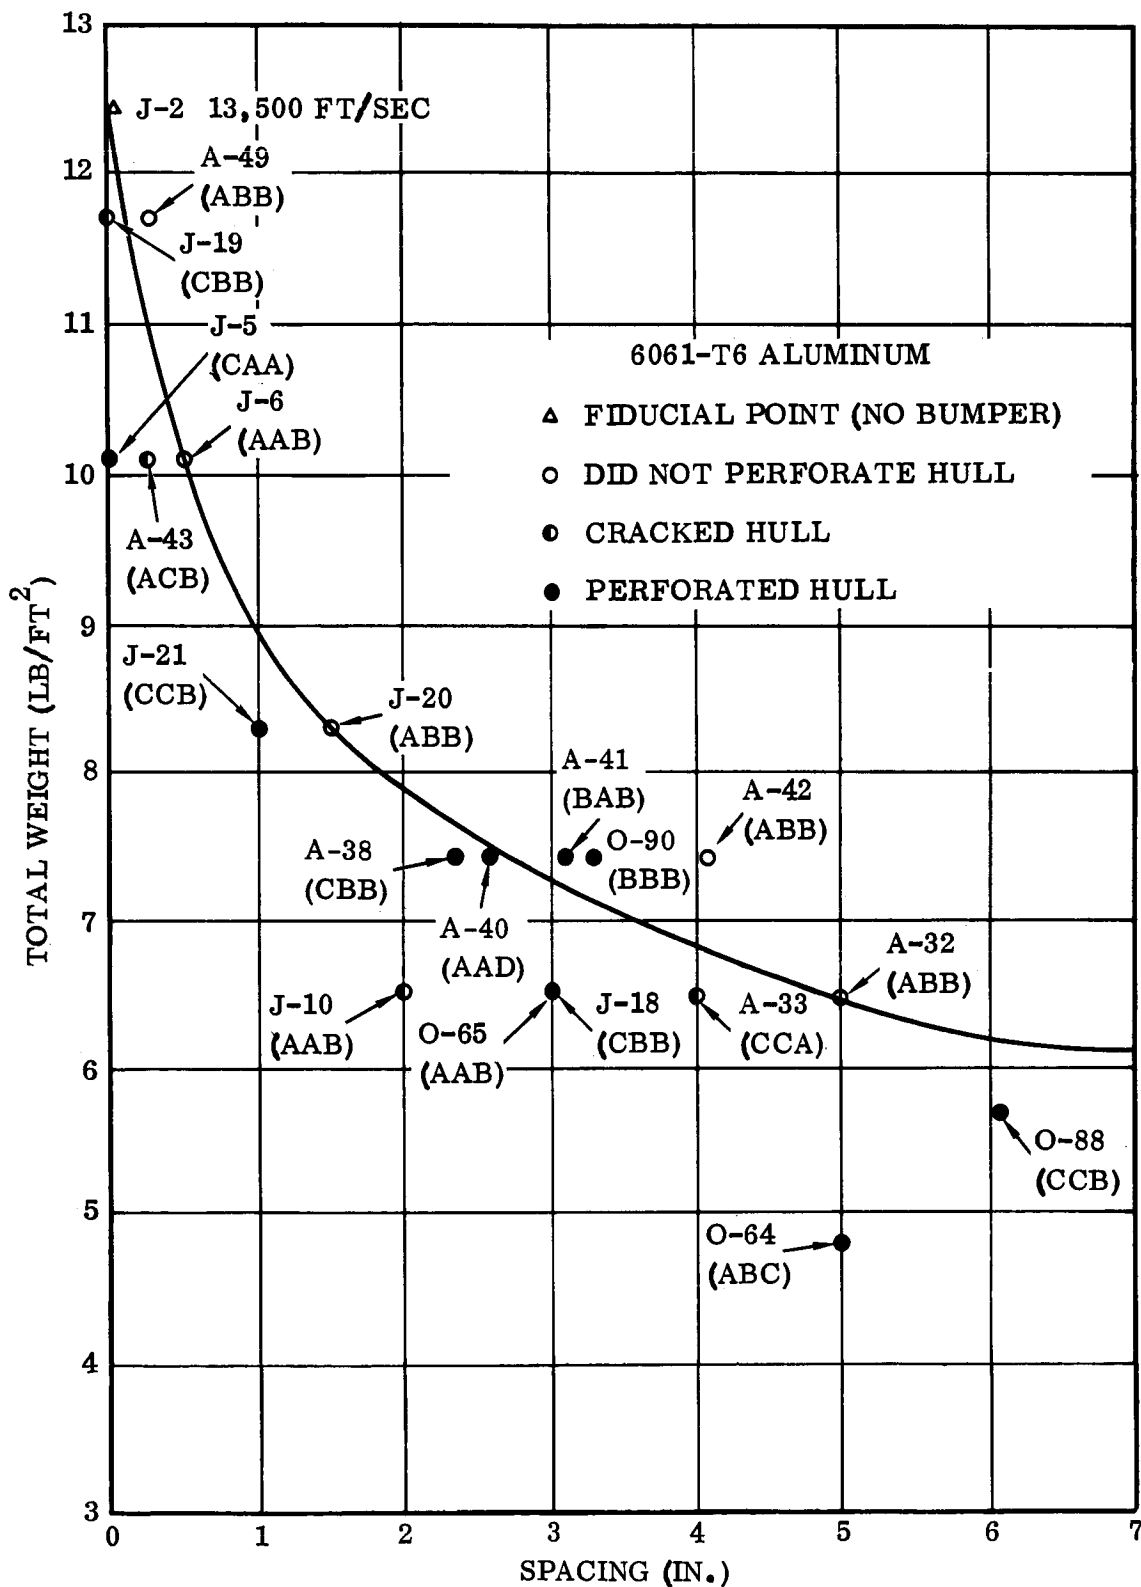 13
J-2 13,500 FT/SEC
A-49
(ABB)
12
J-19
(CBB)
11
J-5
(CAA)
J-6
(AAB)
10
A-43
(ACB)
6061-T6 ALUMINUM
FIDUCIAL POINT (NO BUMPER)
DID NOT PERFORATE HULL
CRACKED HULL
PERFORATED HULL
TOTAL WEIGHT (LB/FT²)
9
J-21
(CCB)
J-20
(ABB)
8
A-41
(BAB)
A-42
(ABB)
A-38
(CBB)
O-90
(BBB)
7
A-40
(AAD)
A-32
(ABB)
J-10
(AAB)
O-65
(AAB)
J-18
(CBB)
A-33
(CCA)
6
O-88
(CCB)
5
O-64
(ABC)
4
3
0 1 2 3 4 5 6 7
SPACING (IN.)